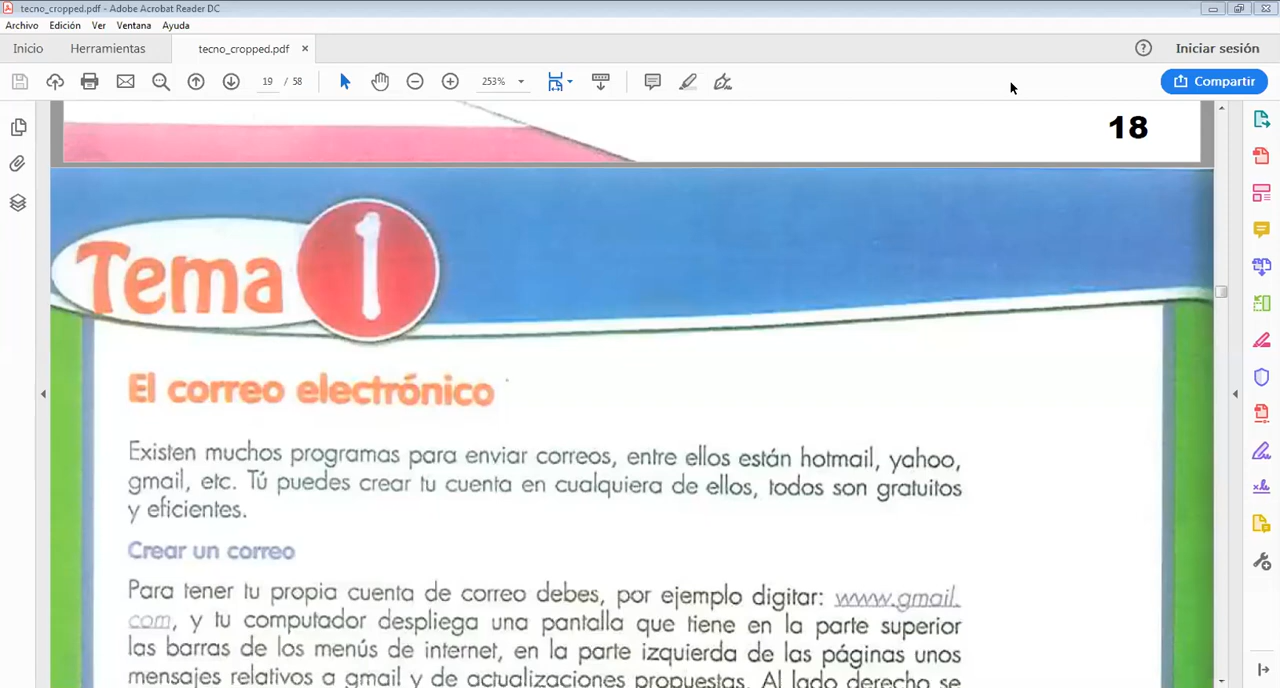 tecno_cropped.pdf - Adobe Acrobat Reader DC
Archivo Edición Ver Ventana Ayuda
Inicio Herramientas tecno_cropped.pdf × Iniciar sesión
19 / 58 253% Compartir
18
Tema 1
El correo electrónico
Existen muchos programas para enviar correos, entre ellos están hotmail, yahoo,
gmail, etc. Tú puedes crear tu cuenta en cualquiera de ellos, todos son gratuitos
y eficientes.
Crear un correo
Para tener tu propia cuenta de correo debes, por ejemplo digitar: www.gmail.
com, y tu computador despliega una pantalla que tiene en la parte superior
las barras de los menús de internet, en la parte izquierda de las páginas unos
mensajes relativos a gmail y de actualizaciones propuestas. Al lado derecho se